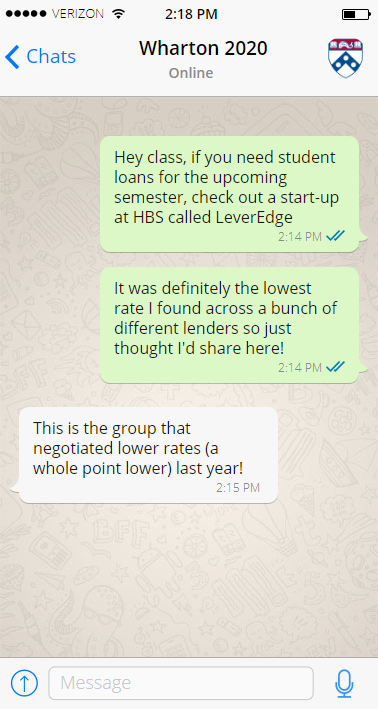 VERIZON 2:18 PM
Chats Wharton 2020
Online
Hey class, if you need student
loans for the upcoming
semester, check out a start-up
at HBS called LeverEdge
2:14 PM
It was definitely the lowest
rate I found across a bunch of
different lenders so just
thought I'd share here!
2:14 PM
This is the group that
negotiated lower rates (a
whole point lower) last year!
2:15 PM
BFF
Message